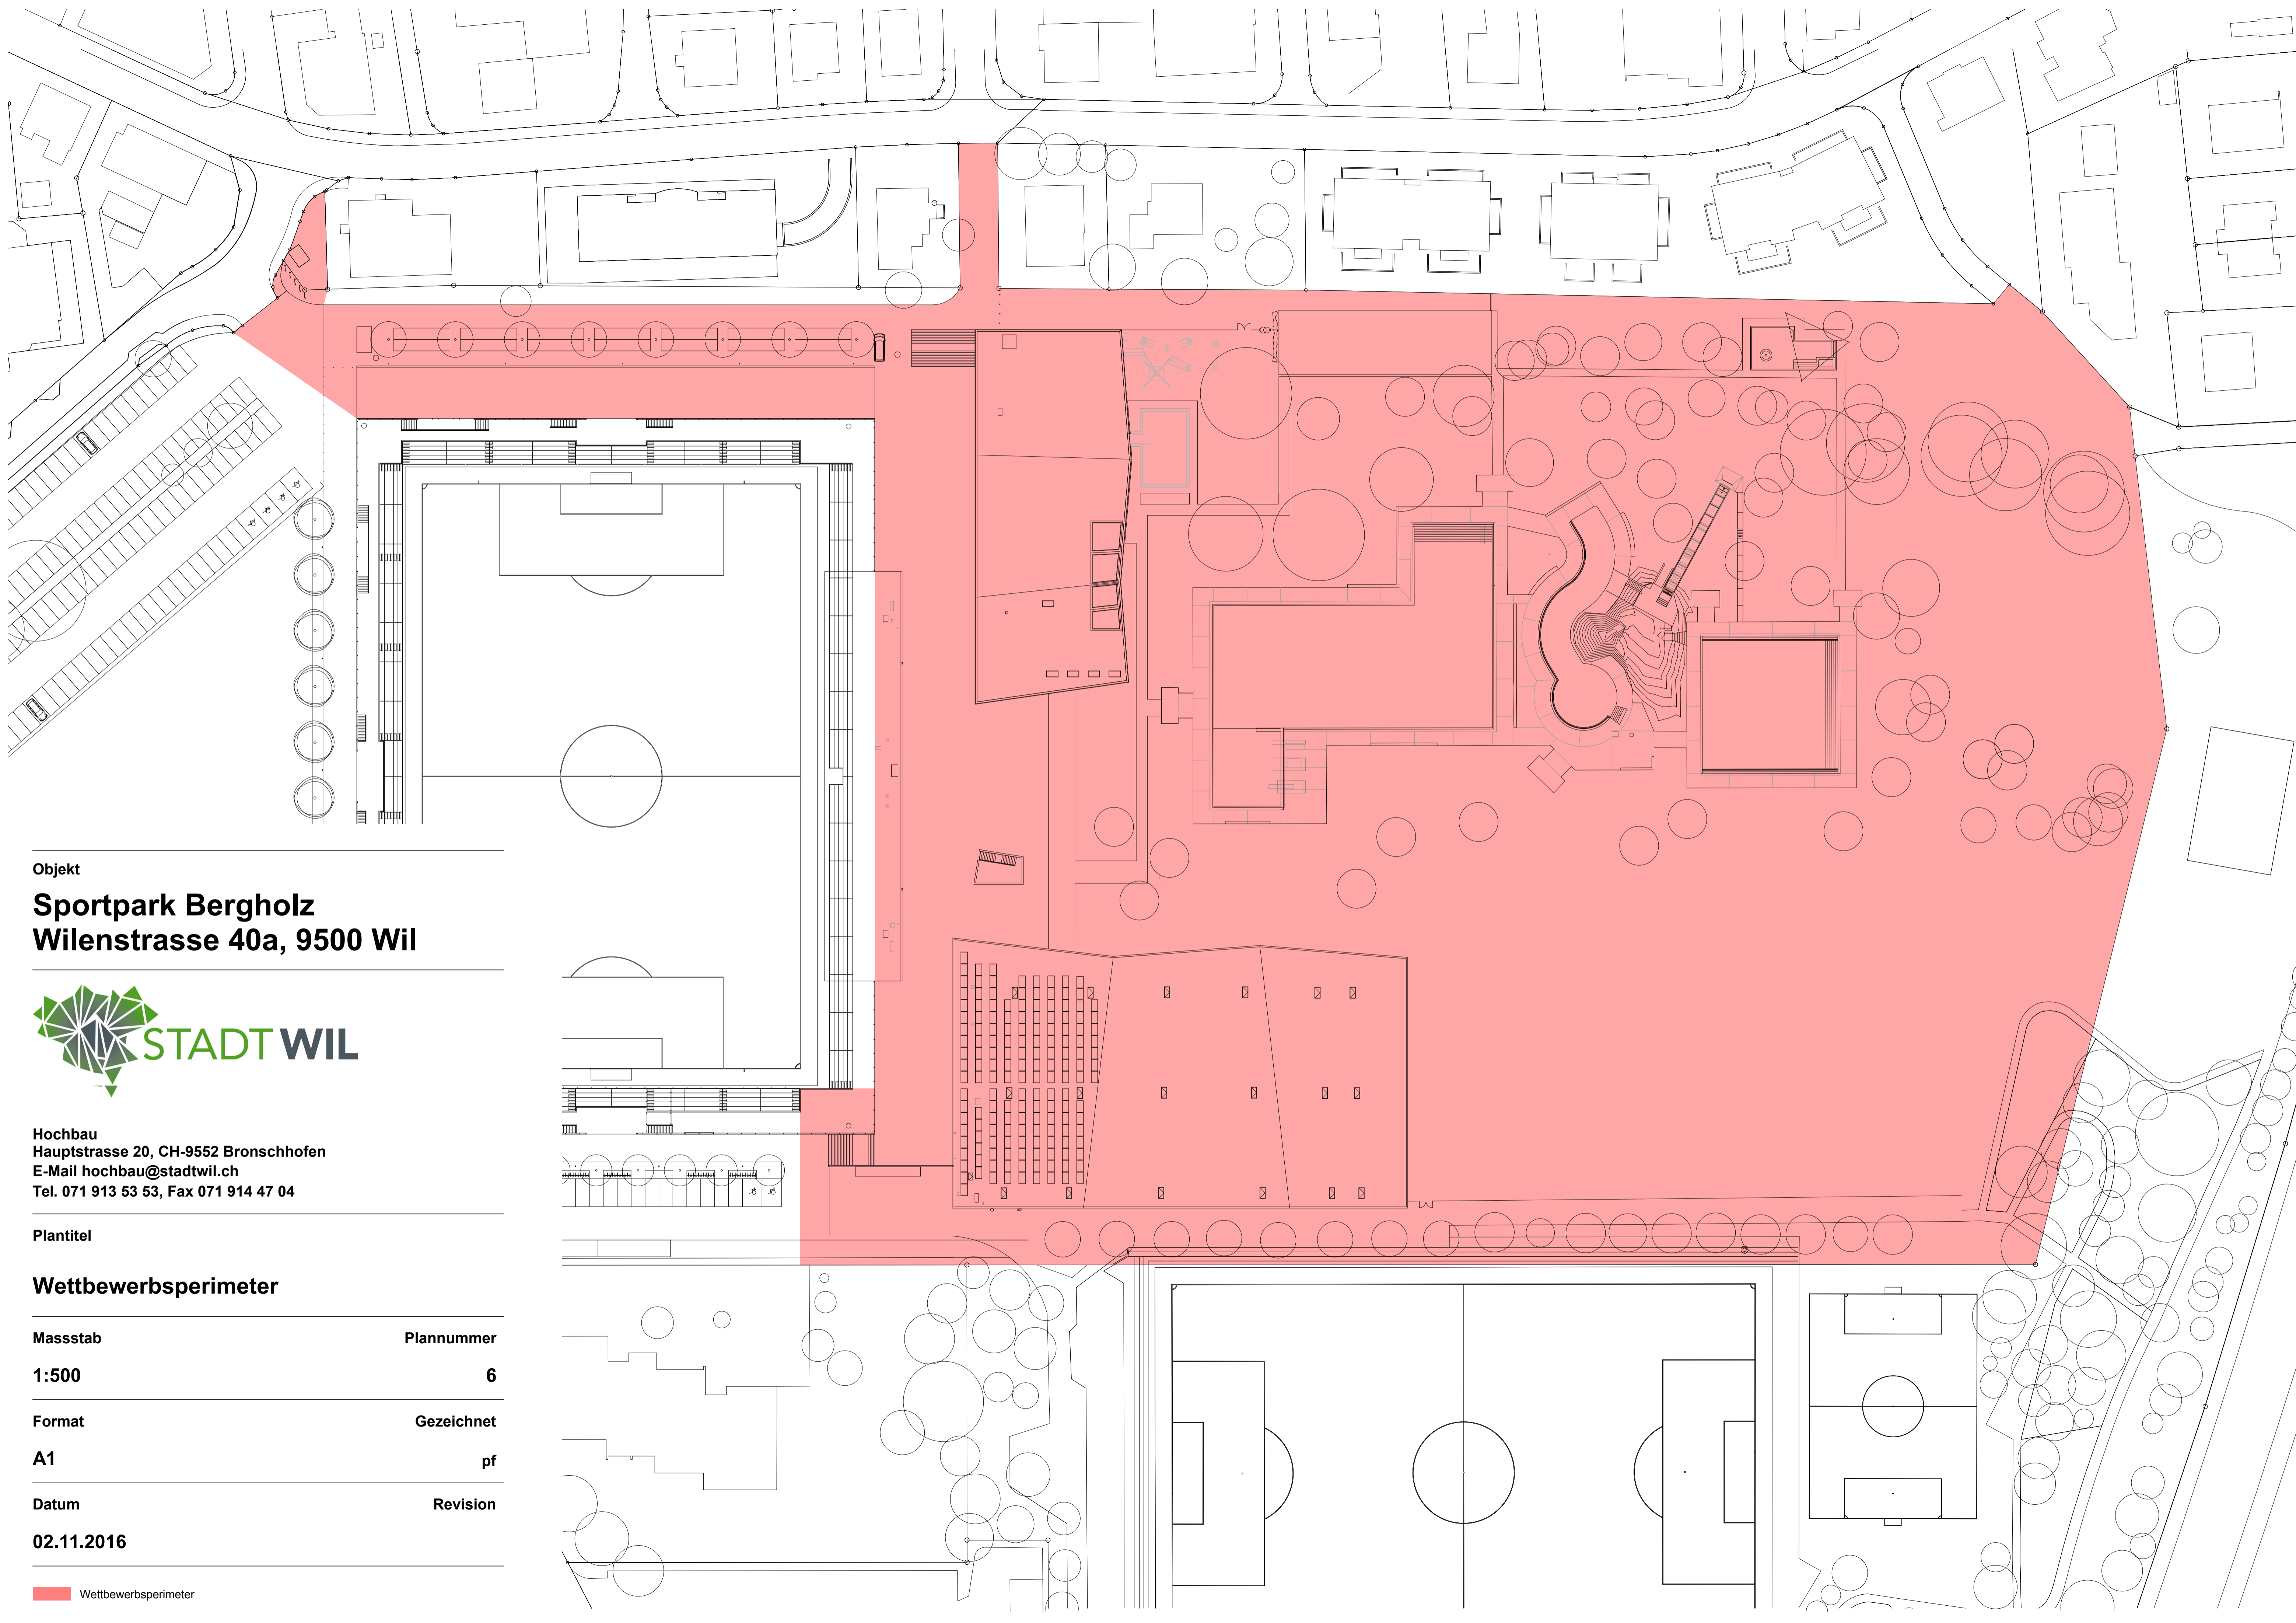 Objekt
Sportpark Bergholz
Wilenstrasse 40a, 9500 Wil
STADT WIL
Hochbau
Hauptstrasse 20, CH-9552 Bronschhofen
E-Mail hochbau@stadtwil.ch
Tel. 071 913 53 53, Fax 071 914 47 04
Plantitel
Wettbewerbsperimeter
Massstab Plannummer
1:500 6
Format Gezeichnet
A1 pf
Datum Revision
02.11.2016
Wettbewerbsperimeter